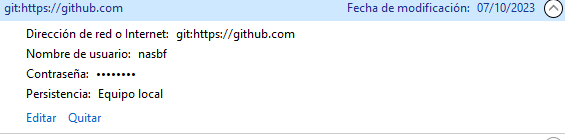 git:https://github.com Fecha de modificación: 07/10/2023
Dirección de red o Internet: git:https://github.com
Nombre de usuario: nasbf
Contraseña: ••••••••
Persistencia: Equipo local
Editar Quitar